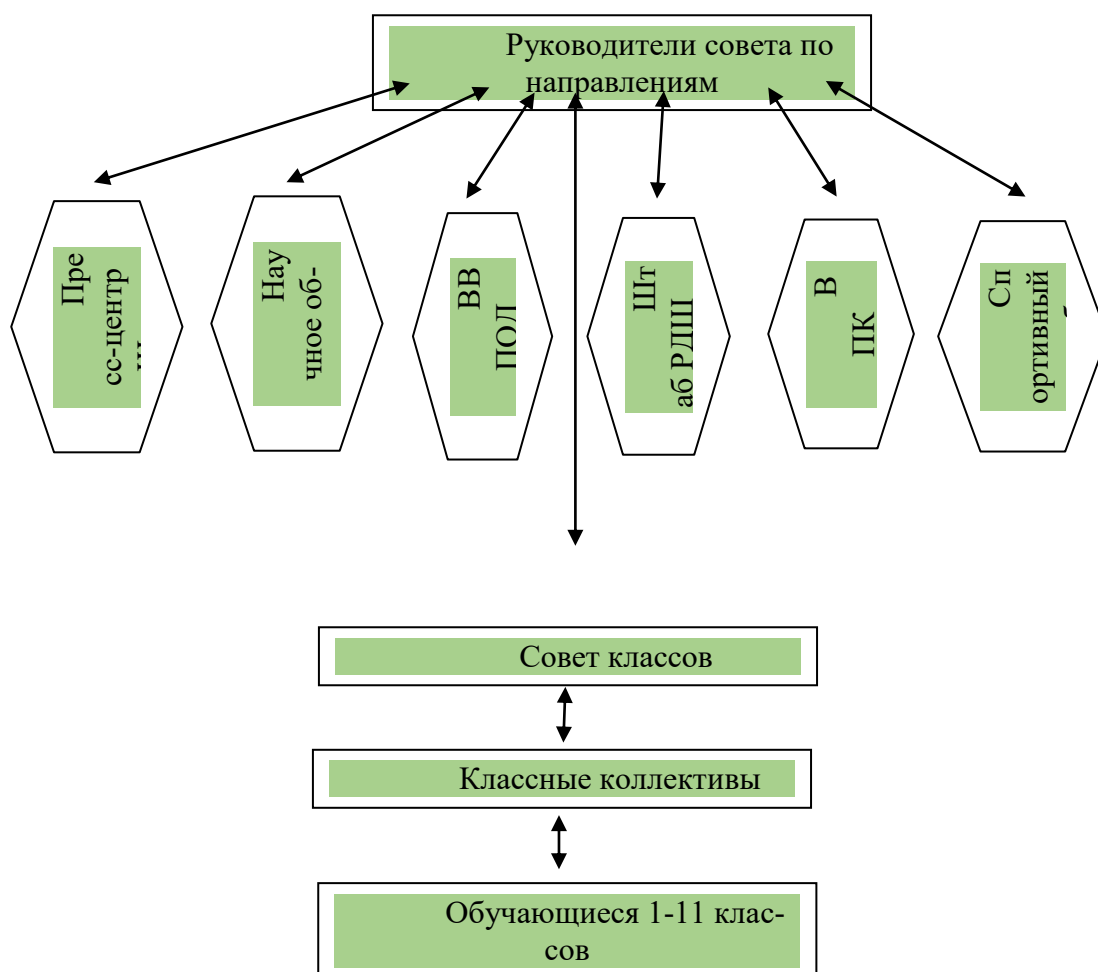 Руководители совета по
направлениям
Пре
сс-центр
Нау
чное об-
ВВ
ПОД
Шт
аб РДШ
В
ПК
Сп
ортивный
Совет классов
Классные коллективы
Обучающиеся 1-11 клас-
сов